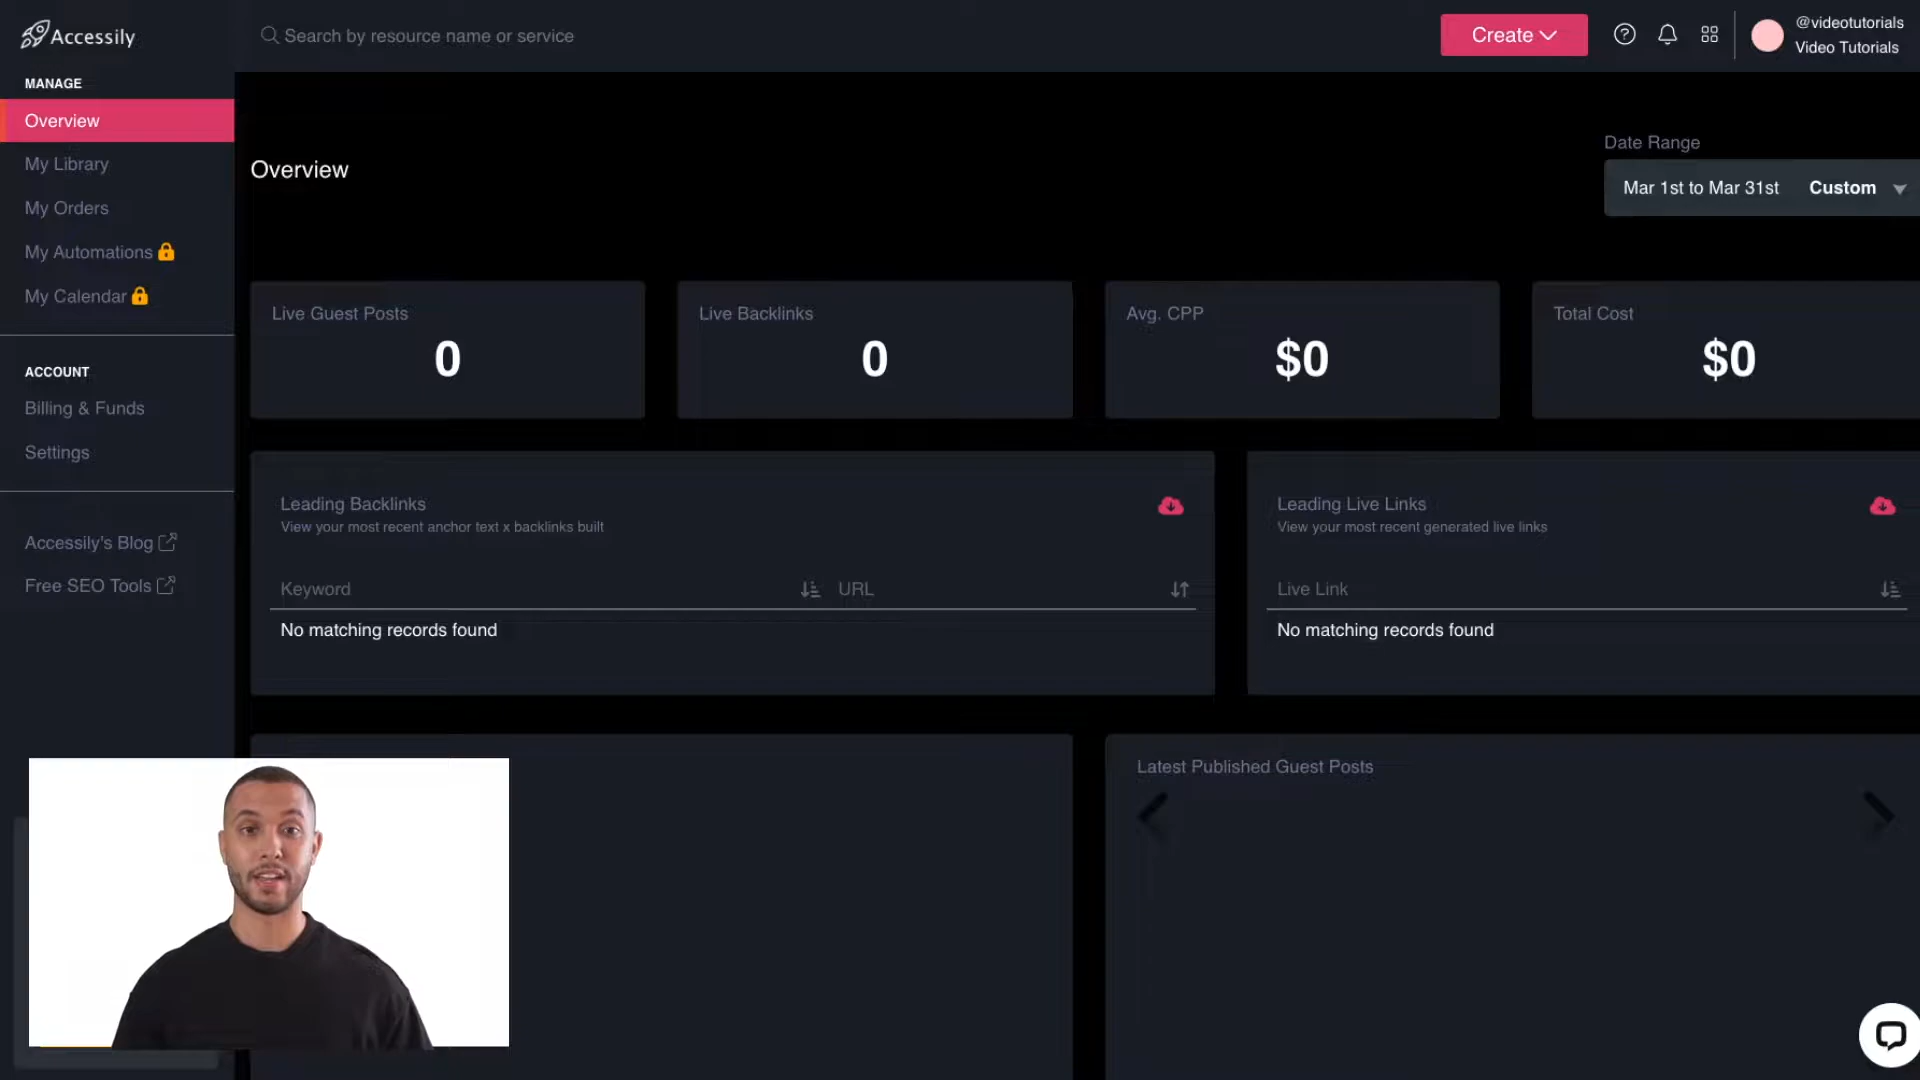 Accessily
Search by resource name or service
Create
@videotutorials
Video Tutorials
MANAGE
Overview
My Library
My Orders
My Automations
My Calendar
ACCOUNT
Billing & Funds
Settings
Accessily's Blog
Free SEO Tools
Overview
Date Range
Mar 1st to Mar 31st Custom
Live Guest Posts
0
Live Backlinks
0
Avg. CPP
$0
Total Cost
$0
Leading Backlinks
View your most recent anchor text x backlinks built
Keyword URL
No matching records found
Leading Live Links
View your most recent generated live links
Live Link
No matching records found
Latest Published Guest Posts